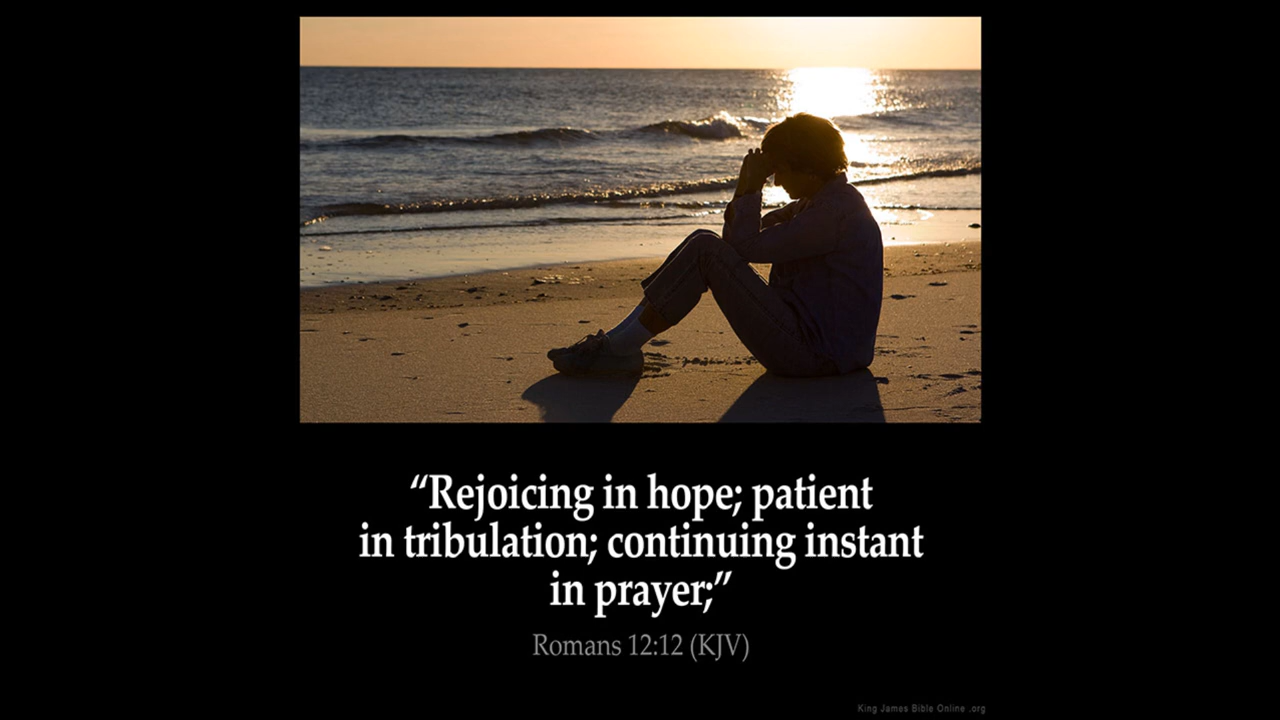 “Rejoicing in hope; patient
in tribulation; continuing instant
in prayer;”
Romans 12:12 (KJV)
King James Bible Online .org